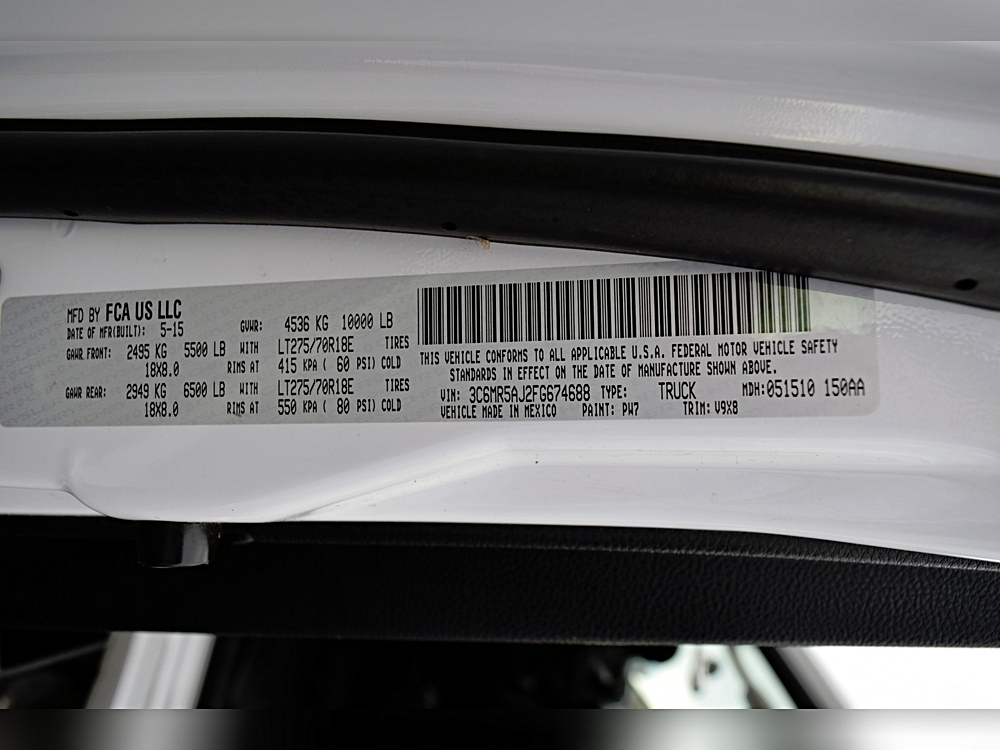 MFD BY FCA US LLC
DATE OF MFR(BUILT): 5-15 GVWR: 4536 KG 10000 LB
GAWR FRONT: 2495 KG 5500 LB WITH LT275/70R18E TIRES
18X8.0 RIMS AT 415 KPA ( 60 PSI) COLD
GAWR REAR: 2949 KG 6500 LB WITH LT275/70R18E TIRES
18X8.0 RIMS AT 550 KPA ( 80 PSI) COLD
THIS VEHICLE CONFORMS TO ALL APPLICABLE U.S.A. FEDERAL MOTOR VEHICLE SAFETY
STANDARDS IN EFFECT ON THE DATE OF MANUFACTURE SHOWN ABOVE.
VIN: 3C6MR5AJ2FG674688 TYPE: TRUCK MDH:051510 150AA
VEHICLE MADE IN MEXICO PAINT: PW7 TRIM: V9X8